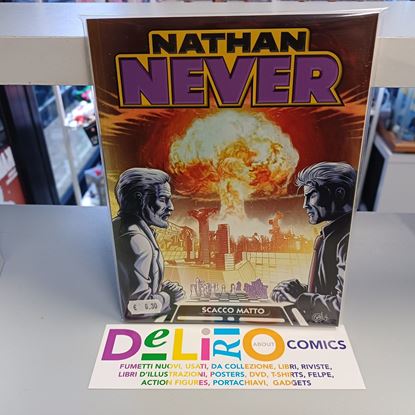 NATHAN
NEVER
SCACCO MATTO
DeLiRiO ABOUT COMICS
FUMETTI NUOVI, USATI, DA COLLEZIONE, LIBRI, RIVISTE,
LIBRI D'ILLUSTRAZIONI, POSTERS, DVD, T-SHIRTS, FELPE,
ACTION FIGURES, PORTACHIAVI, GADGETS